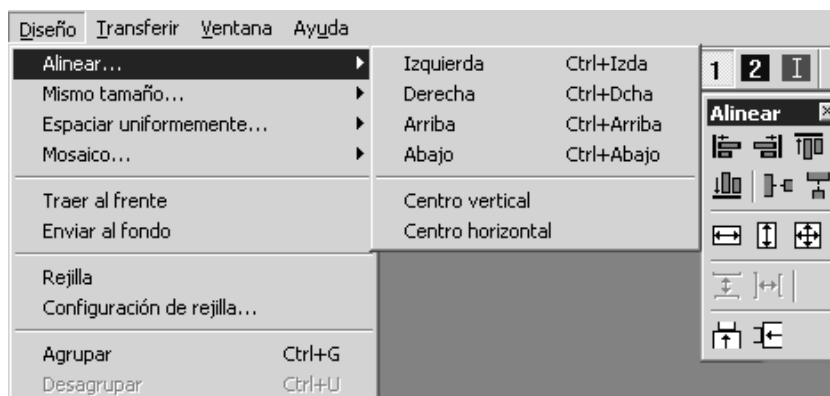 Diseño Transferir Ventana Ayuda
Alinear...
Mismo tamaño...
Espaciar uniformemente...
Mosaico...
Traer al frente
Enviar al fondo
Rejilla
Configuración de rejilla...
Agrupar Ctrl+G
Desagrupar Ctrl+U
Izquierda Ctrl+Izda
Derecha Ctrl+Dcha
Arriba Ctrl+Arriba
Abajo Ctrl+Abajo
Centro vertical
Centro horizontal
1 2 I
Alinear